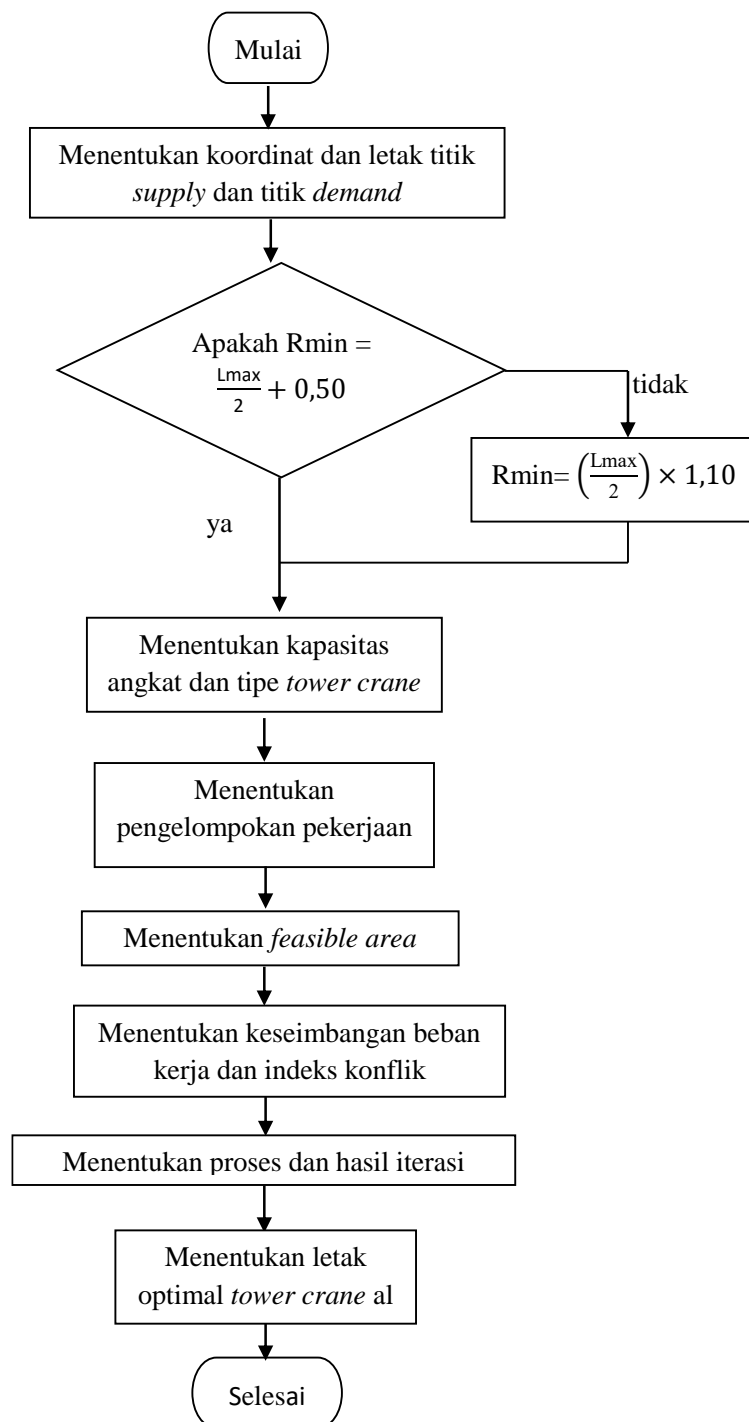 Mulai
Menentukan koordinat dan letak titik
supply dan titik demand
Apakah Rmin =
Lmax/2 + 0,50
tidak
Rmin= (Lmax/2) × 1,10
ya
Menentukan kapasitas
angkat dan tipe tower crane
Menentukan
pengelompokan pekerjaan
Menentukan feasible area
Menentukan keseimbangan beban
kerja dan indeks konflik
Menentukan proses dan hasil iterasi
Menentukan letak
optimal tower crane al
Selesai